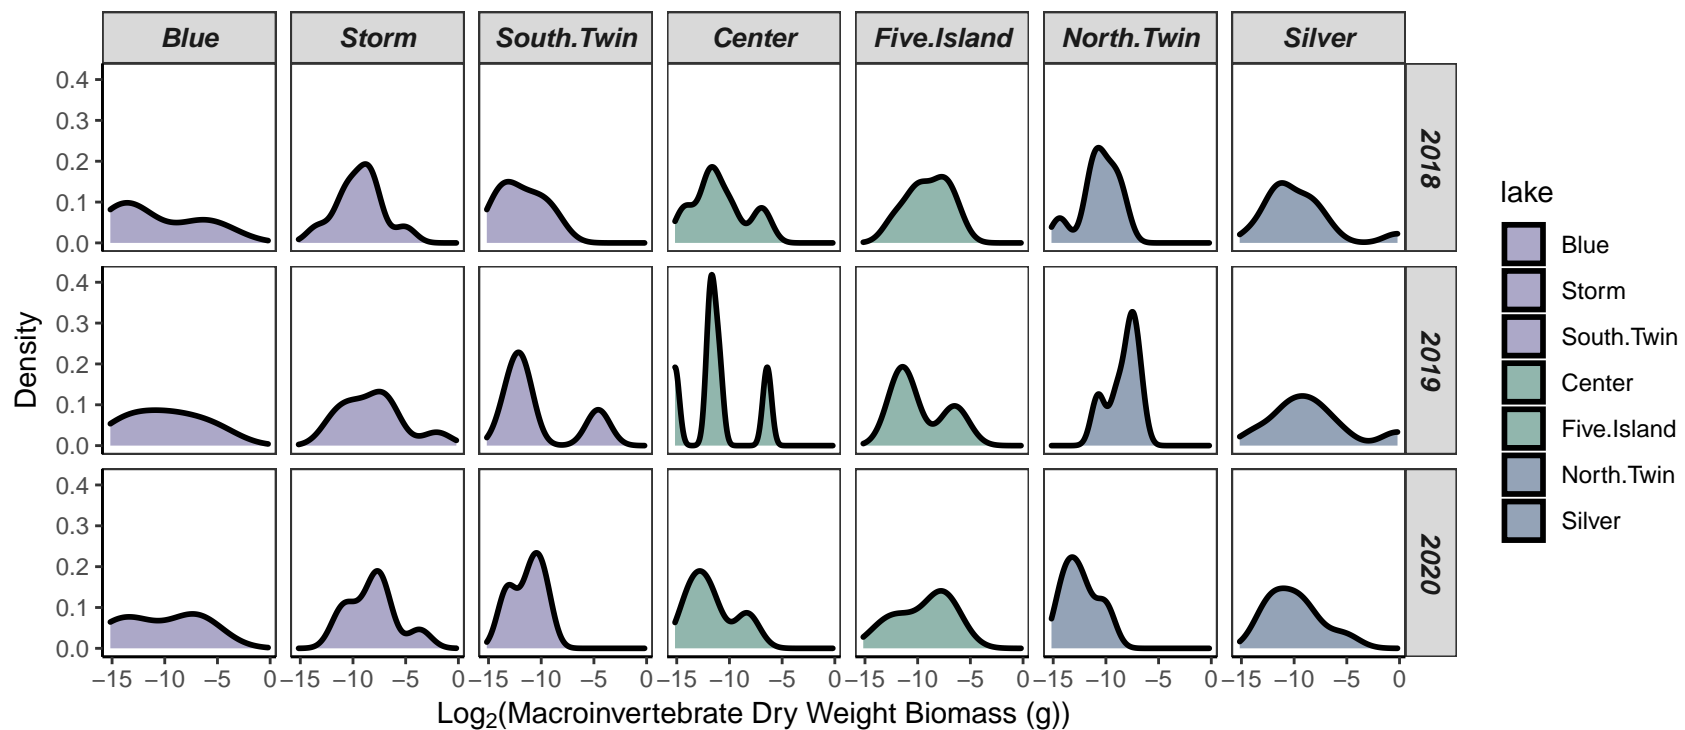 Blue Storm South.Twin Center Five.Island North.Twin Silver
0.4
0.3
0.2
0.1
0.0
2018
0.4
0.3
0.2
0.1
0.0
2019
0.4
0.3
0.2
0.1
0.0
2020
Density
−15 −10 −5 0 −15 −10 −5 0 −15 −10 −5 0 −15 −10 −5 0 −15 −10 −5 0 −15 −10 −5 0 −15 −10 −5 0
Log₂(Macroinvertebrate Dry Weight Biomass (g))
lake
Blue
Storm
South.Twin
Center
Five.Island
North.Twin
Silver